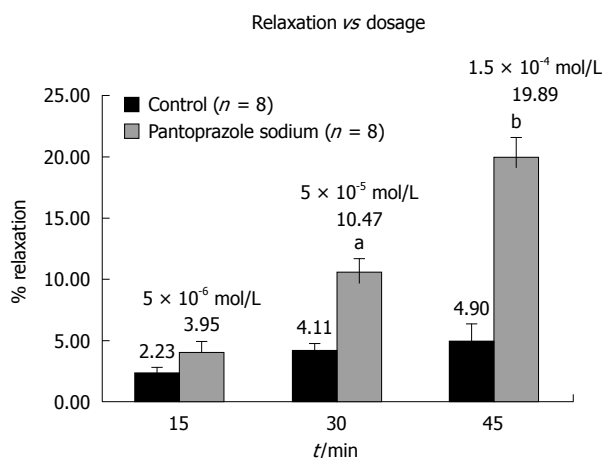 Relaxation vs dosage
1.5 × 10⁻⁴ mol/L
19.89
b
Control (n = 8)
Pantoprazole sodium (n = 8)
5 × 10⁻⁵ mol/L
10.47
a
5 × 10⁻⁶ mol/L
2.23
3.95
4.11
4.90
% relaxation
25.00
20.00
15.00
10.00
5.00
0.00
15
30
45
t/min